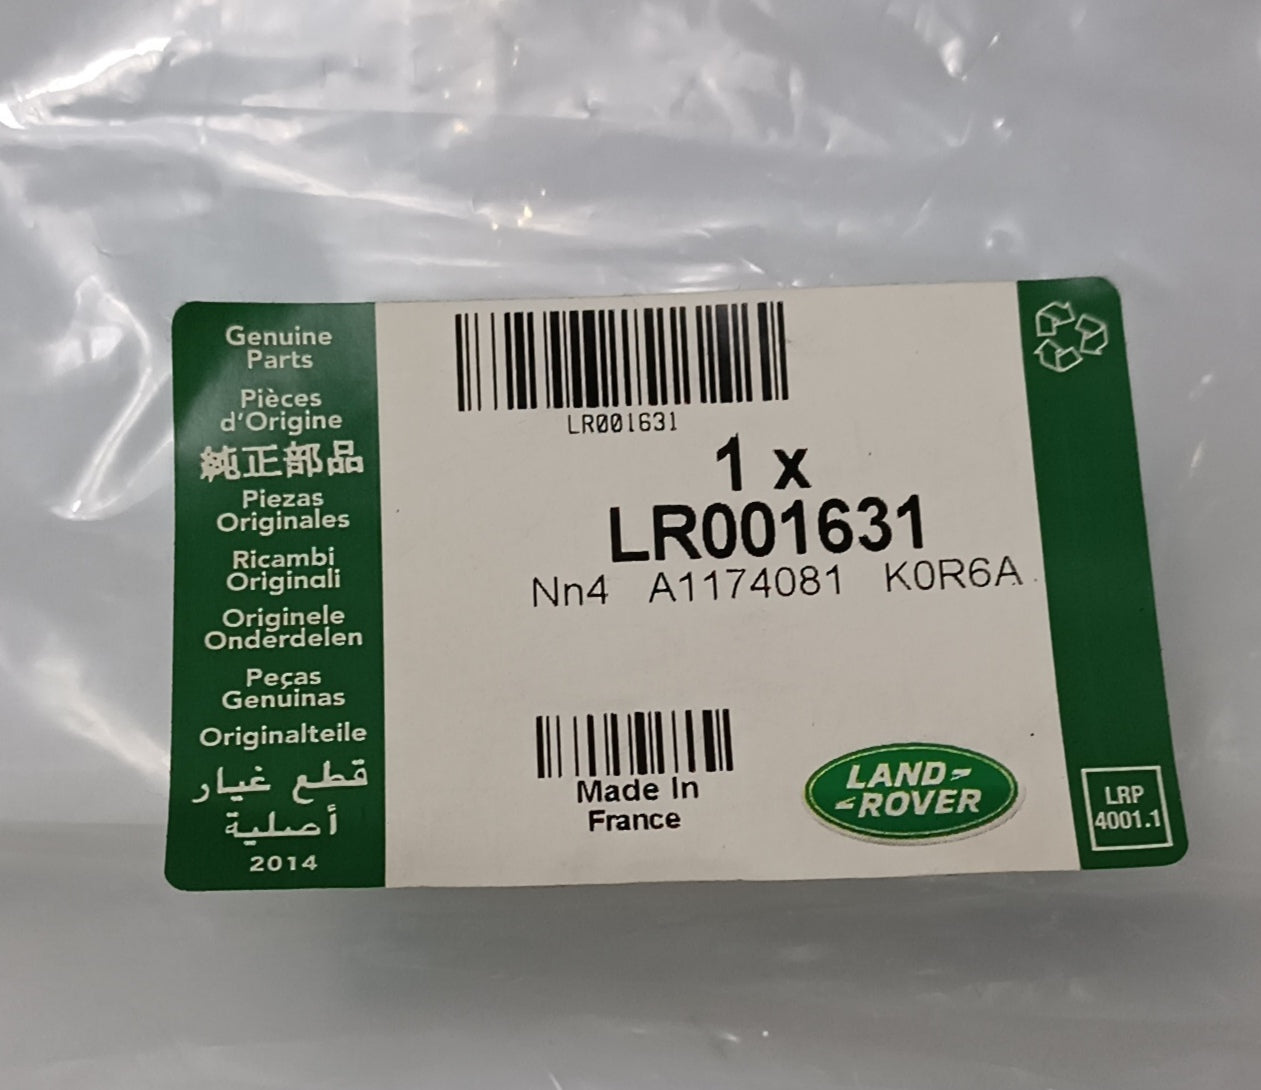 Genuine
Parts
Pièces
d'Origine
純正部品
Piezas
Originales
Ricambi
Originali
Originele
Onderdelen
Peças
Genuinas
Originalteile
قطع غيار
أصلية
2014
LR001631
1 x
LR001631
Nn4 A1174081 K0R6A
Made In
France
LAND-
-ROVER
LRP
4001.1